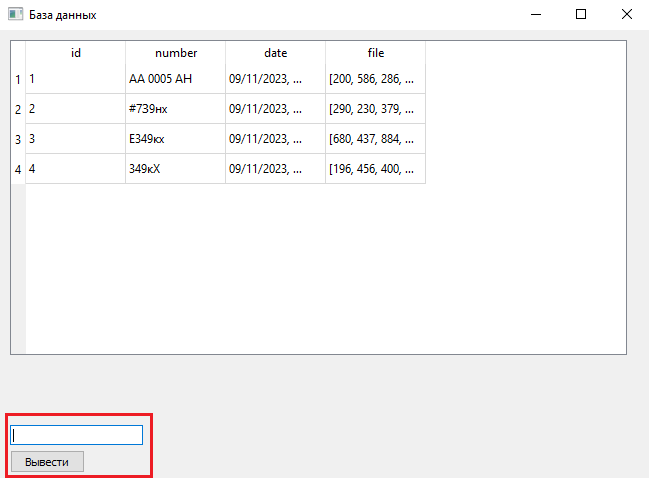 База данных
id number date file
1 1 AA 0005 AH 09/11/2023, ... [200, 586, 286, ...
2 2 #739нх 09/11/2023, ... [290, 230, 379, ...
3 3 E349кх 09/11/2023, ... [680, 437, 884, ...
4 4 349кХ 09/11/2023, ... [196, 456, 400, ...
Вывести